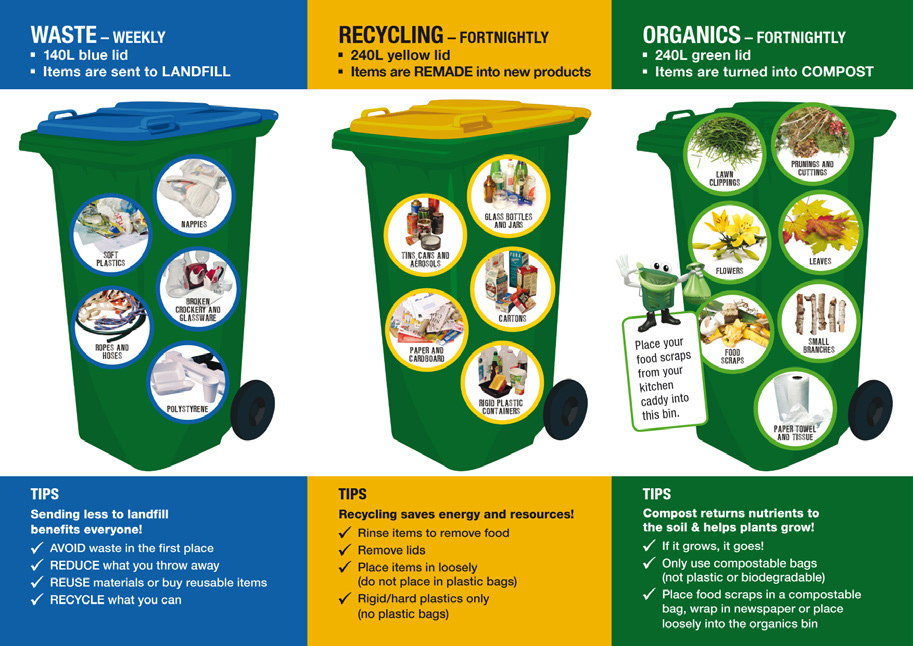 WASTE – WEEKLY
▪ 140L blue lid
▪ Items are sent to LANDFILL
NAPPIES
SOFT
PLASTICS
BROKEN
CROCKERY AND
GLASSWARE
ROPES AND
HOSES
POLYSTYRENE
TIPS
Sending less to landfill
benefits everyone!
✓ AVOID waste in the first place
✓ REDUCE what you throw away
✓ REUSE materials or buy reusable items
✓ RECYCLE what you can
RECYCLING – FORTNIGHTLY
▪ 240L yellow lid
▪ Items are REMADE into new products
GLASS BOTTLES
AND JARS
TINS, CANS AND
AEROSOLS
CARTONS
PAPER AND
CARDBOARD
RIGID PLASTIC
CONTAINERS
TIPS
Recycling saves energy and resources!
✓ Rinse items to remove food
✓ Remove lids
✓ Place items in loosely
(do not place in plastic bags)
✓ Rigid/hard plastics only
(no plastic bags)
ORGANICS – FORTNIGHTLY
▪ 240L green lid
▪ Items are turned into COMPOST
LAWN
CLIPPINGS
PRUNINGS AND
CUTTINGS
FLOWERS
LEAVES
FOOD
SCRAPS
SMALL
BRANCHES
PAPER TOWEL
AND TISSUE
Place your
food scraps
from your
kitchen
caddy into
this bin.
TIPS
Compost returns nutrients to
the soil & helps plants grow!
✓ If it grows, it goes!
✓ Only use compostable bags
(not plastic or biodegradable)
✓ Place food scraps in a compostable
bag, wrap in newspaper or place
loosely into the organics bin